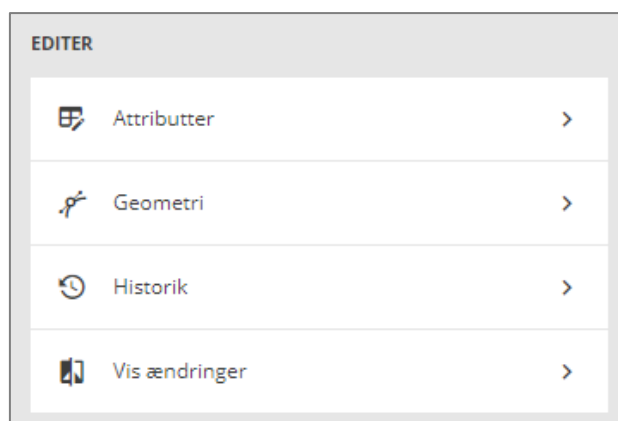 EDITER
Attributter
Geometri
Historik
Vis ændringer